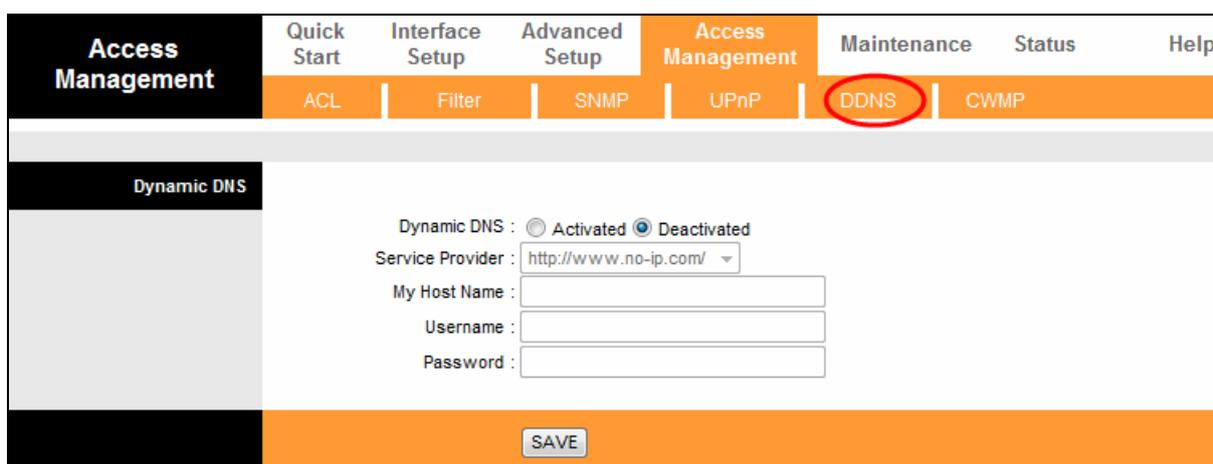 Access Management
Quick Start
Interface Setup
Advanced Setup
Access Management
Maintenance
Status
Help
ACL
Filter
SNMP
UPnP
DDNS
CWMP
Dynamic DNS
Dynamic DNS : Activated Deactivated
Service Provider : http://www.no-ip.com/
My Host Name :
Username :
Password :
SAVE